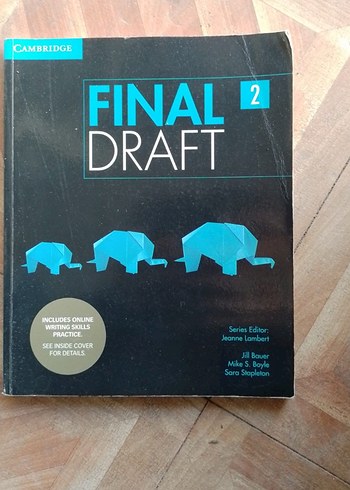 CAMBRIDGE
FINAL 2
DRAFT
INCLUDES ONLINE
WRITING SKILLS
PRACTICE.
SEE INSIDE COVER
FOR DETAILS.
Series Editor:
Jeanne Lambert
Jill Bauer
Mike S. Boyle
Sara Stapleton